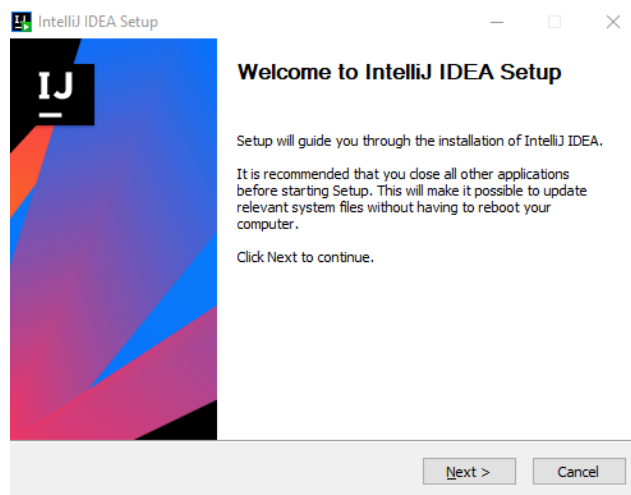 IntelliJ IDEA Setup
IJ
Welcome to IntelliJ IDEA Setup
Setup will guide you through the installation of IntelliJ IDEA.
It is recommended that you close all other applications
before starting Setup. This will make it possible to update
relevant system files without having to reboot your
computer.
Click Next to continue.
Next >
Cancel